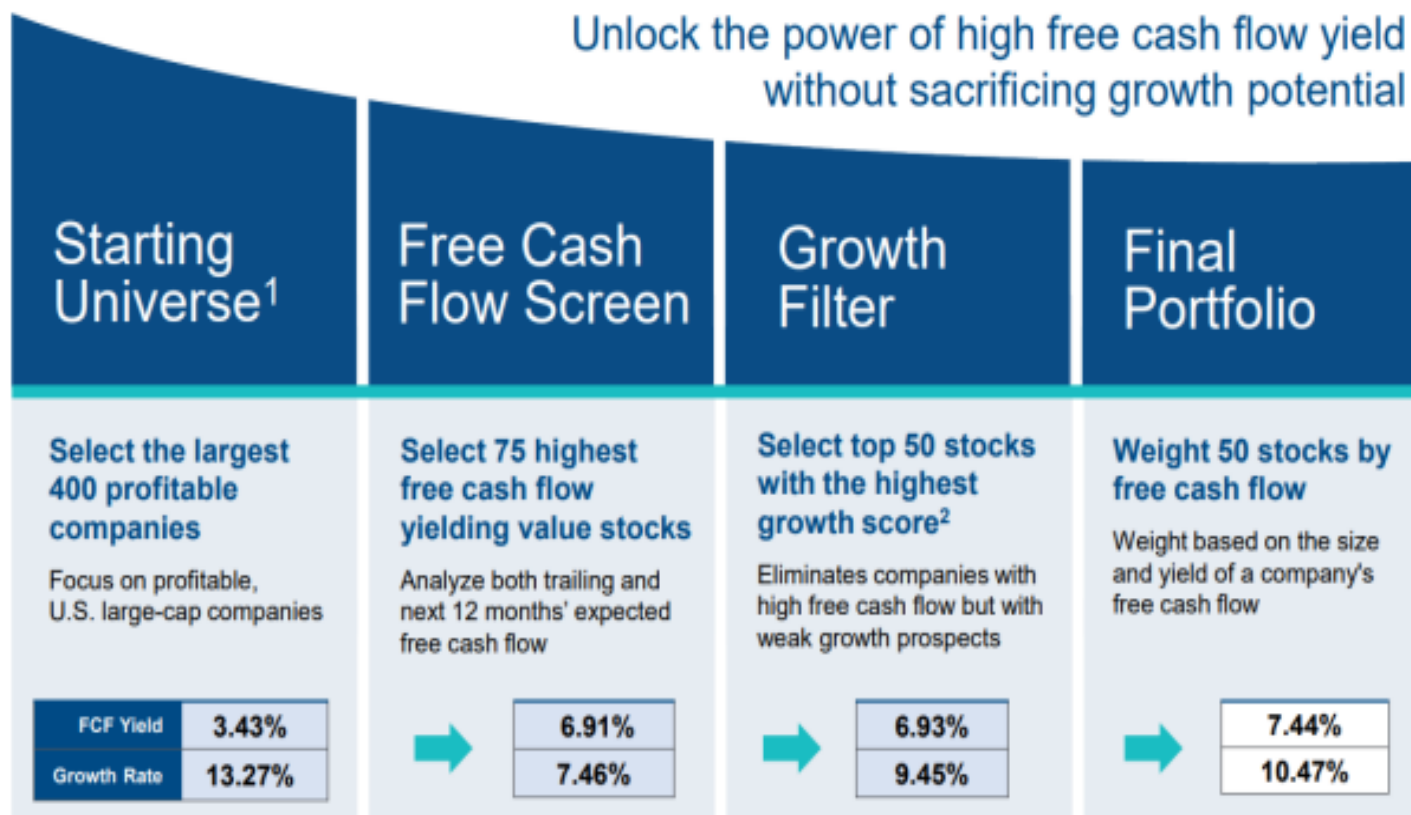 Unlock the power of high free cash flow yield
without sacrificing growth potential
Starting
Universe1
Select the largest
400 profitable
companies
Focus on profitable,
U.S. large-cap companies
FCF Yield 3.43%
Growth Rate 13.27%
Free Cash
Flow Screen
Select 75 highest
free cash flow
yielding value stocks
Analyze both trailing and
next 12 months' expected
free cash flow
6.91%
7.46%
Growth
Filter
Select top 50 stocks
with the highest
growth score2
Eliminates companies with
high free cash flow but with
weak growth prospects
6.93%
9.45%
Final
Portfolio
Weight 50 stocks by
free cash flow
Weight based on the size
and yield of a company's
free cash flow
7.44%
10.47%